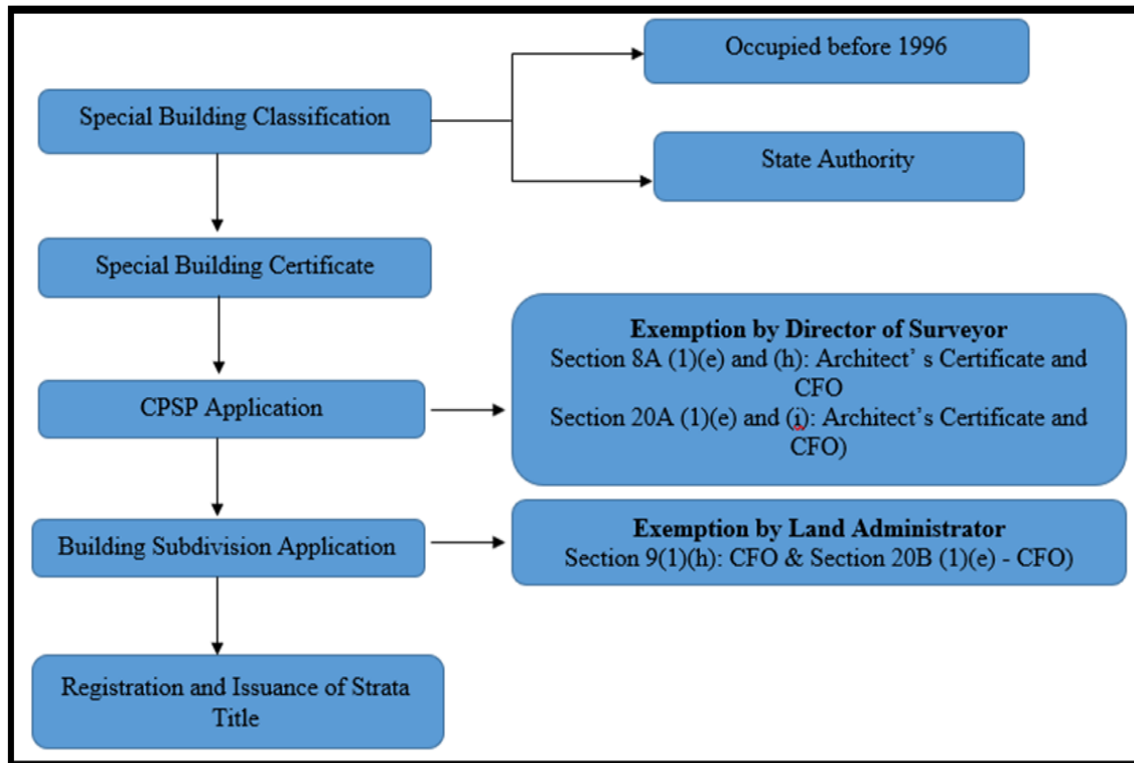 Occupied before 1996
Special Building Classification
State Authority
Special Building Certificate
Exemption by Director of Surveyor
Section 8A (1)(e) and (h): Architect’ s Certificate and
CFO
Section 20A (1)(e) and (i): Architect’s Certificate and
CFO)
CPSP Application
Building Subdivision Application
Exemption by Land Administrator
Section 9(1)(h): CFO & Section 20B (1)(e) - CFO)
Registration and Issuance of Strata
Title